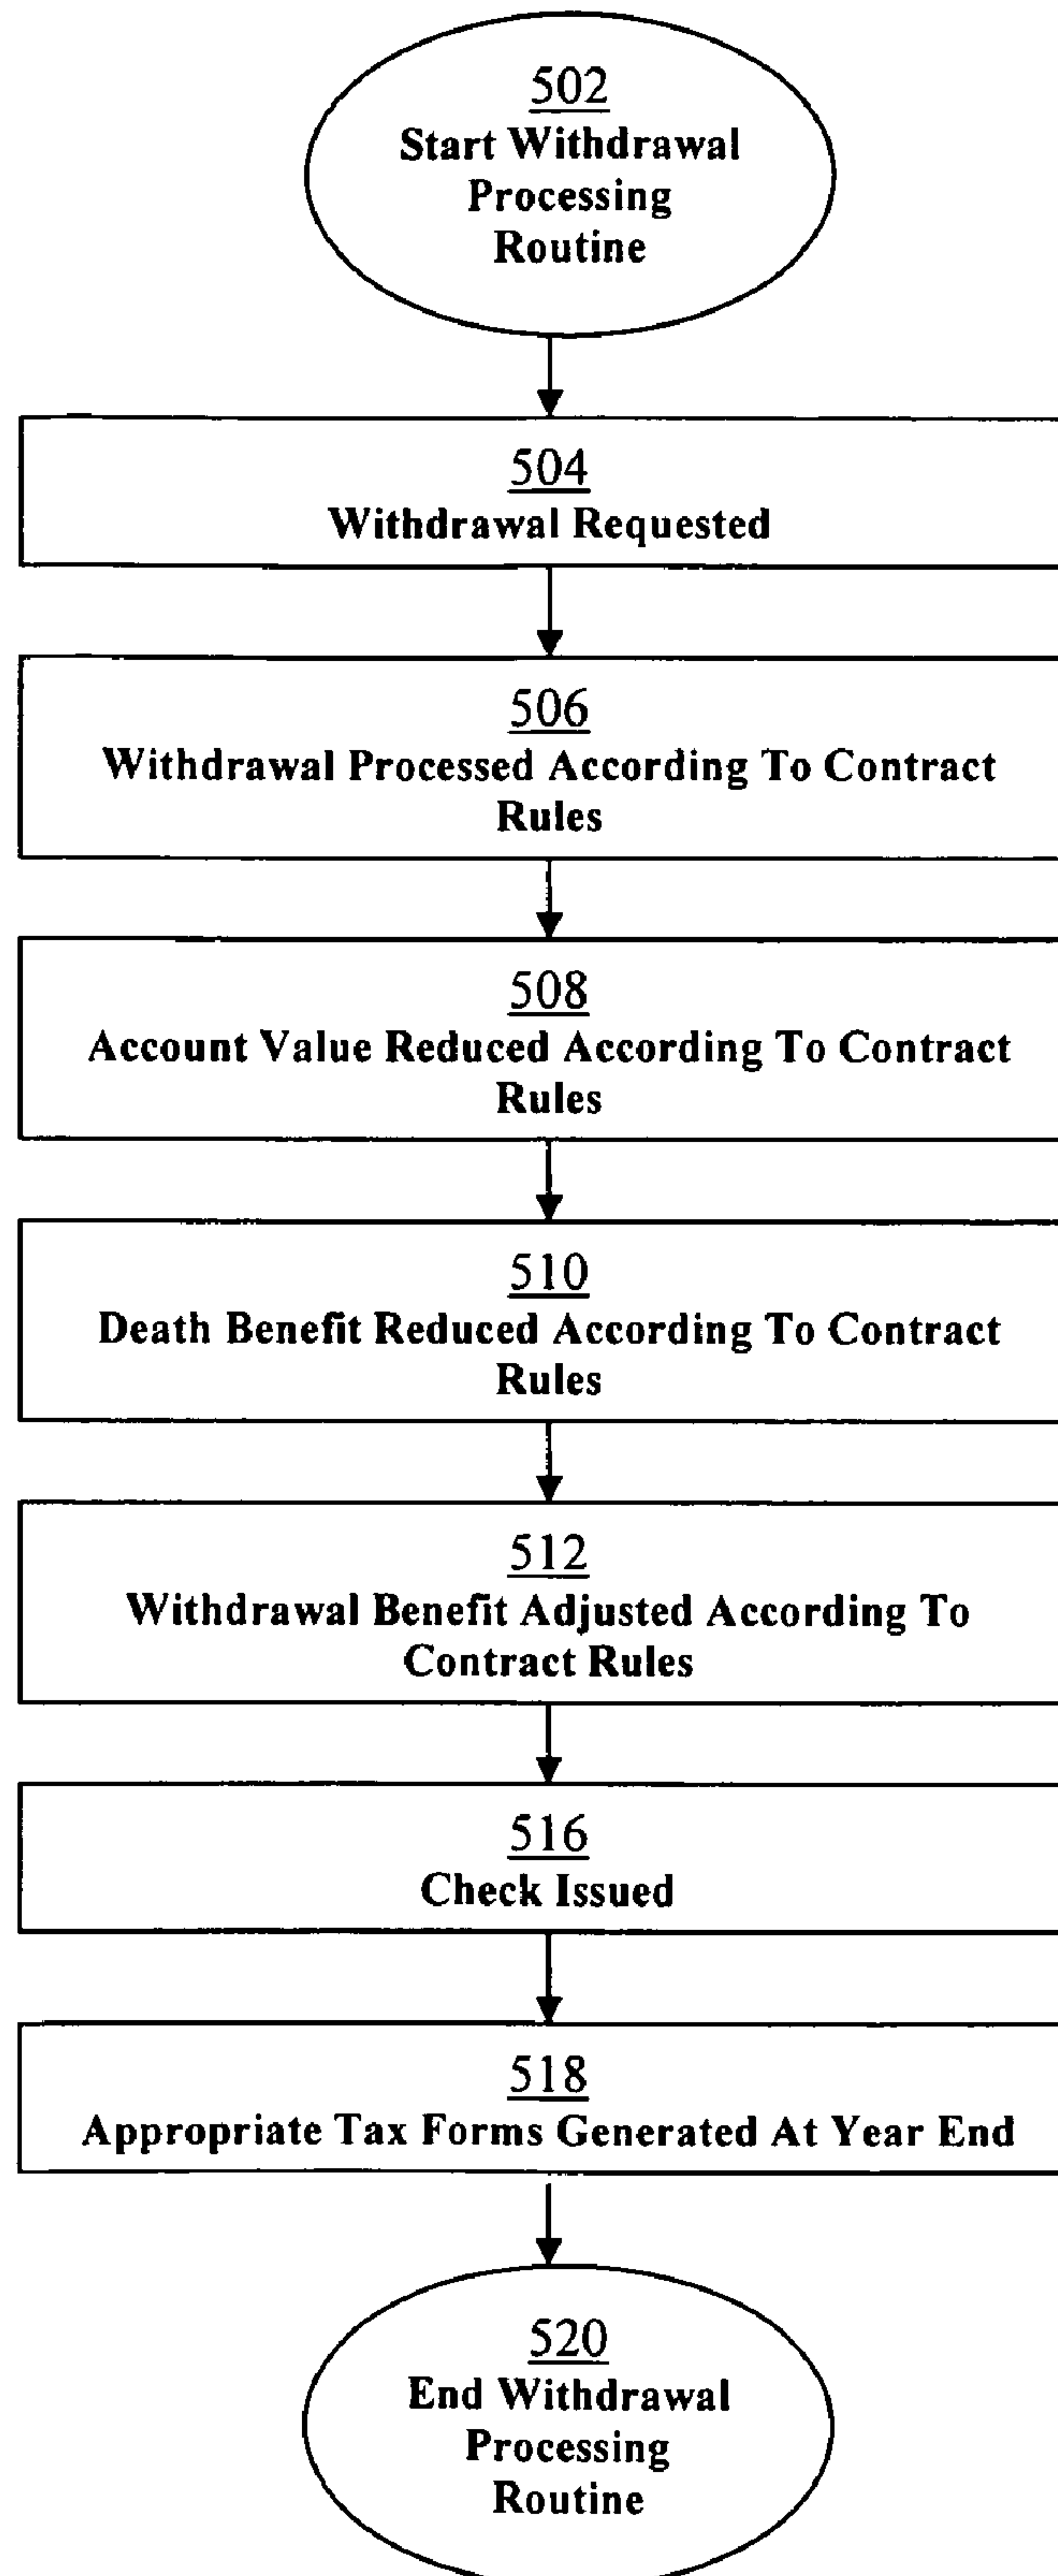 502
Start Withdrawal
Processing
Routine
504
Withdrawal Requested
506
Withdrawal Processed According To Contract
Rules
508
Account Value Reduced According To Contract
Rules
510
Death Benefit Reduced According To Contract
Rules
512
Withdrawal Benefit Adjusted According To
Contract Rules
516
Check Issued
518
Appropriate Tax Forms Generated At Year End
520
End Withdrawal
Processing
Routine